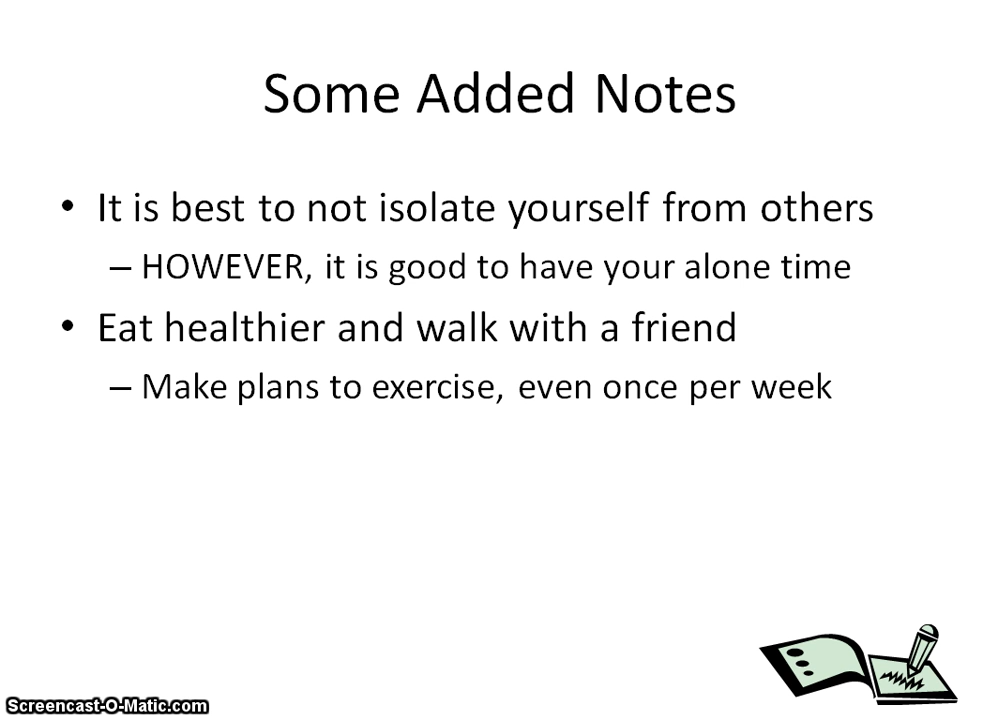 Some Added Notes
• It is best to not isolate yourself from others
– HOWEVER, it is good to have your alone time
• Eat healthier and walk with a friend
– Make plans to exercise, even once per week
Screencast-O-Matic.com